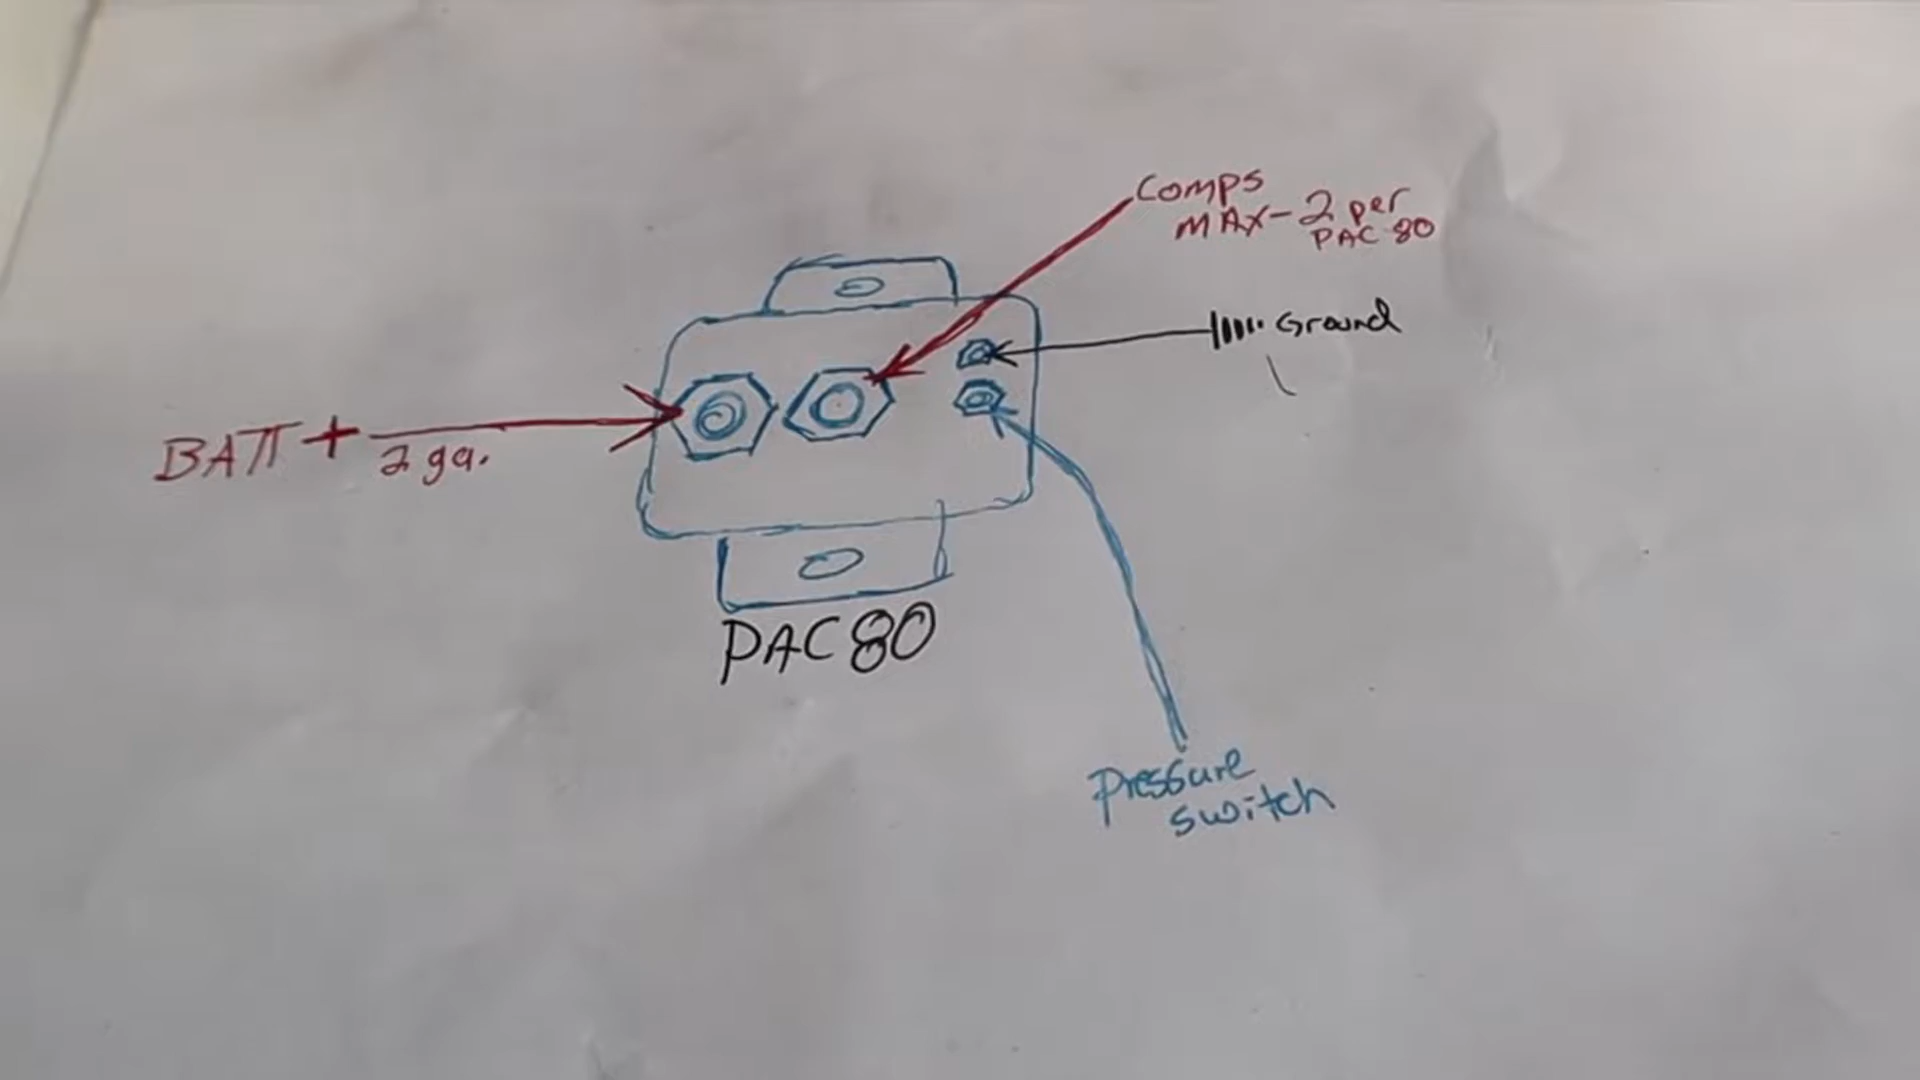 Comps
MAX-2 per
PAC 80
Ground
BATT +
2 ga.
PAC 80
Pressure
switch